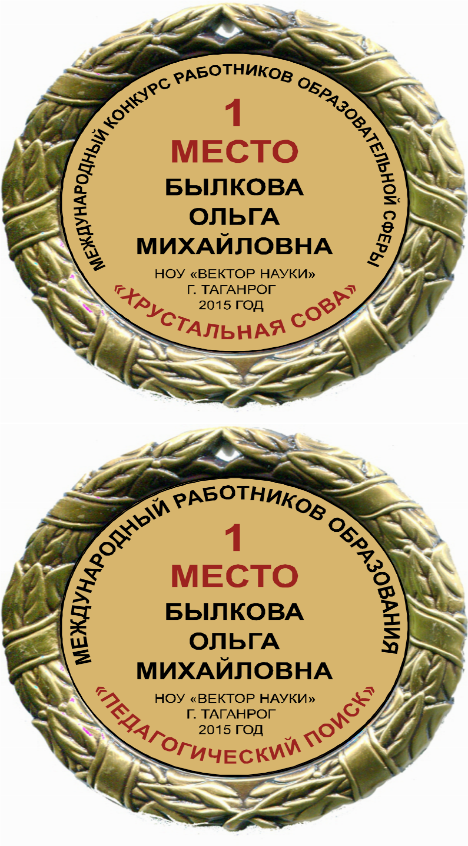 МЕЖДУНАРОДНЫЙ КОНКУРС РАБОТНИКОВ ОБРАЗОВАТЕЛЬНОЙ СФЕРЫ
1
МЕСТО
БЫЛКОВА
ОЛЬГА
МИХАЙЛОВНА
НОУ «ВЕКТОР НАУКИ»
Г. ТАГАНРОГ
2015 ГОД
«ХРУСТАЛЬНАЯ СОВА»
МЕЖДУНАРОДНЫЙ РАБОТНИКОВ ОБРАЗОВАНИЯ
1
МЕСТО
БЫЛКОВА
ОЛЬГА
МИХАЙЛОВНА
НОУ «ВЕКТОР НАУКИ»
Г. ТАГАНРОГ
2015 ГОД
«ПЕДАГОГИЧЕСКИЙ ПОИСК»